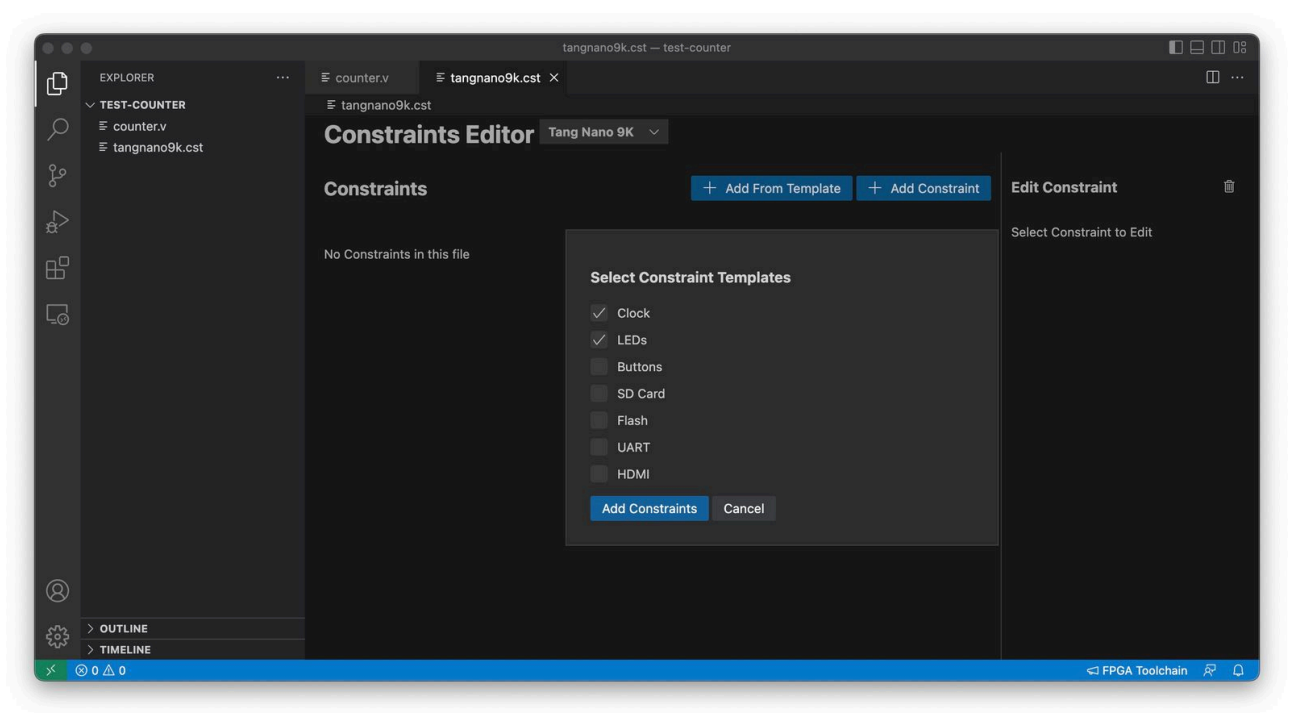 tangnano9k.cst — test-counter
EXPLORER
counter.v
tangnano9k.cst
TEST-COUNTER
tangnano9k.cst
counter.v
tangnano9k.cst
Constraints Editor
Tang Nano 9K
Constraints
Add From Template
Add Constraint
Edit Constraint
No Constraints in this file
Select Constraint to Edit
Select Constraint Templates
Clock
LEDs
Buttons
SD Card
Flash
UART
HDMI
Add Constraints
Cancel
OUTLINE
TIMELINE
0
0
FPGA Toolchain